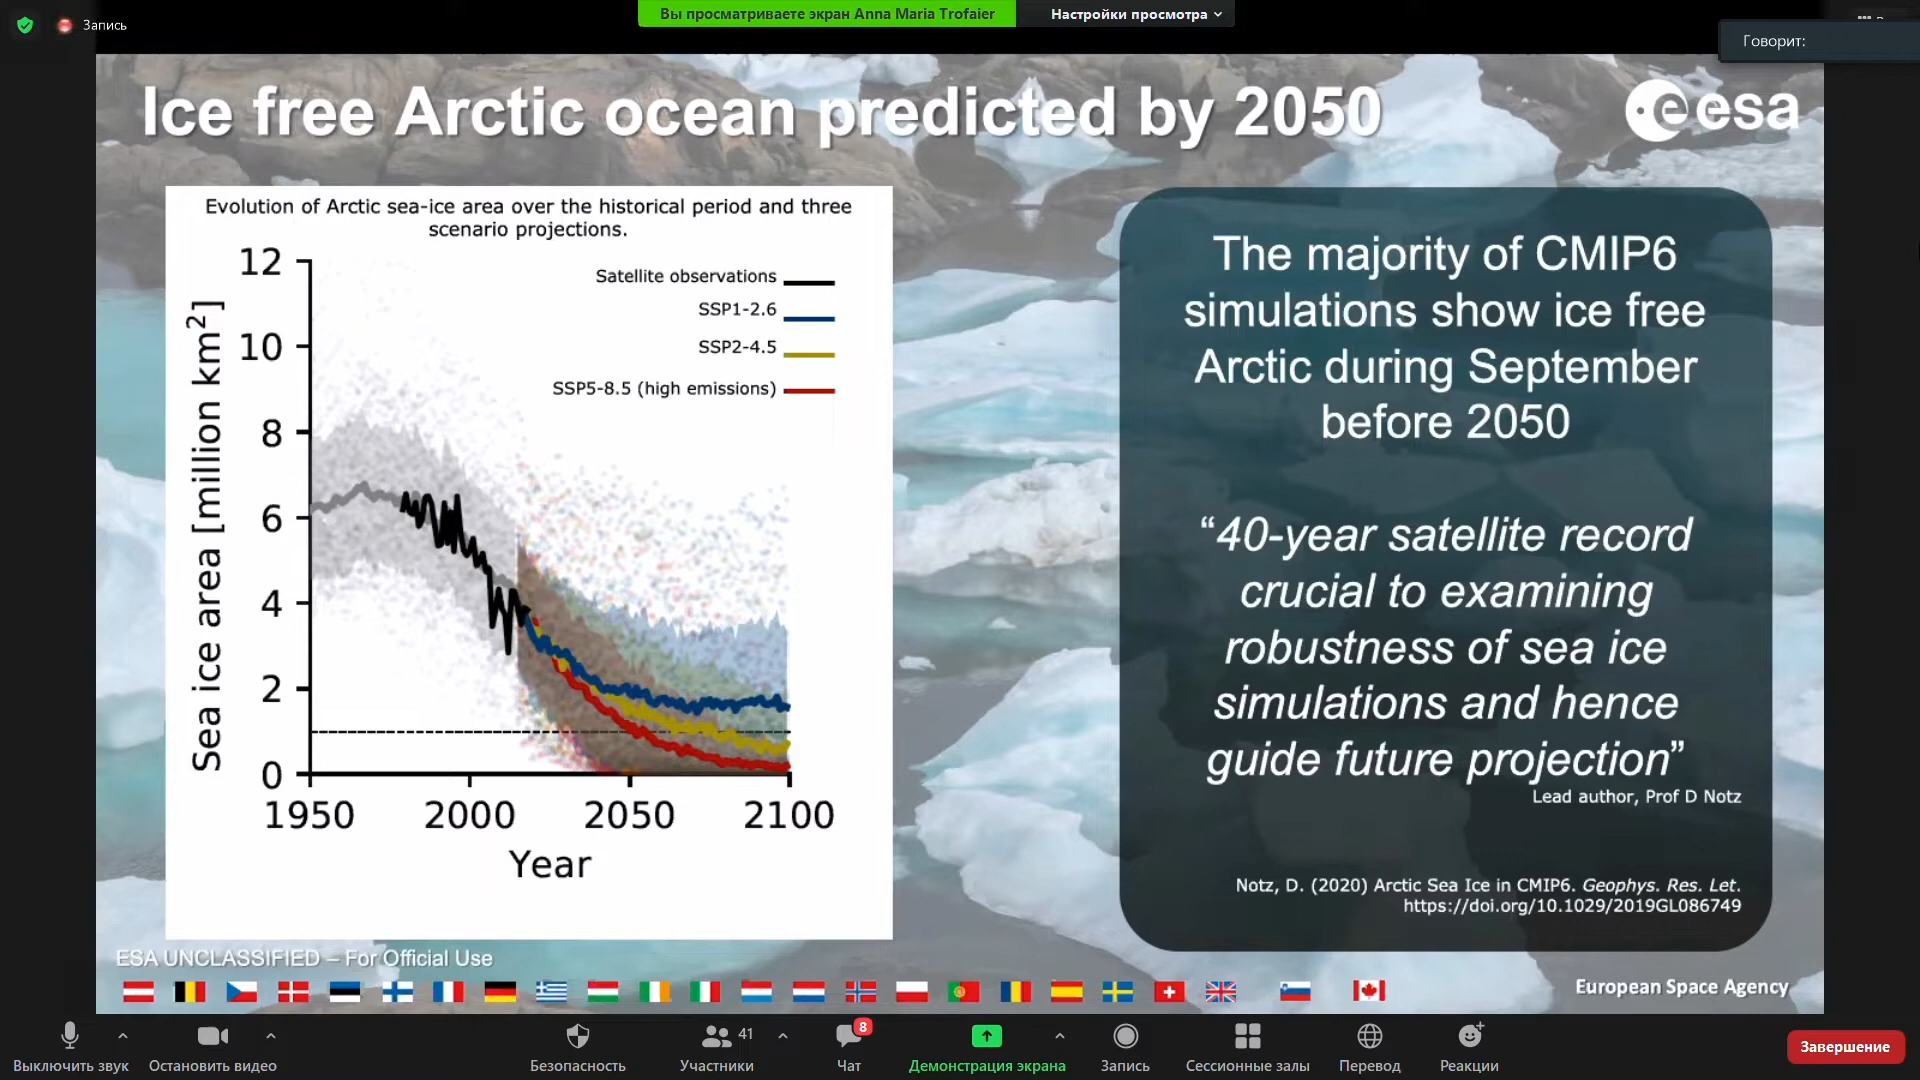 Запись
Вы просматриваете экран Anna Maria Trofaier
Настройки просмотра
Говорит:
Ice free Arctic ocean predicted by 2050
esa
Evolution of Arctic sea-ice area over the historical period and three
scenario projections.
Sea ice area [million km²]
12
10
8
6
4
2
0
Satellite observations
SSP1-2.6
SSP2-4.5
SSP5-8.5 (high emissions)
1950 2000 2050 2100
Year
The majority of CMIP6
simulations show ice free
Arctic during September
before 2050
“40-year satellite record
crucial to examining
robustness of sea ice
simulations and hence
guide future projection”
Lead author, Prof D Notz
Notz, D. (2020) Arctic Sea Ice in CMIP6. Geophys. Res. Let.
https://doi.org/10.1029/2019GL086749
ESA UNCLASSIFIED – For Official Use
European Space Agency
41
8
Выключить звук
Остановить видео
Безопасность
Участники
Чат
Демонстрация экрана
Запись
Сессионные залы
Перевод
Реакции
Завершение